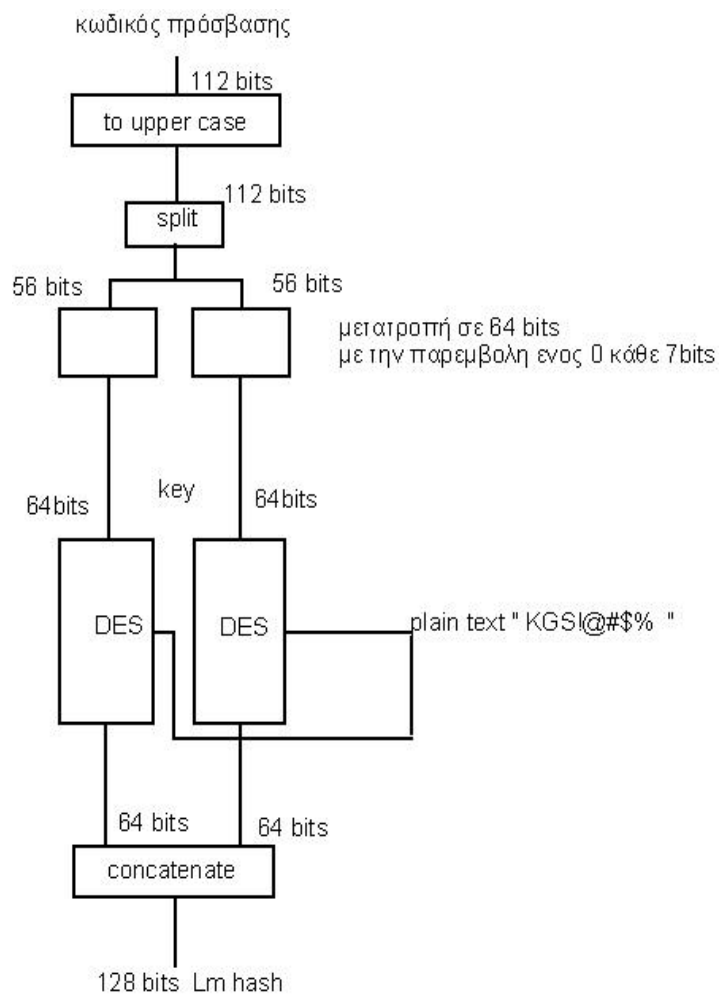 κωδικός πρόσβασης
112 bits
to upper case
112 bits
split
56 bits
56 bits
μετατροπή σε 64 bits
με την παρεμβολη ενος 0 κάθε 7bits
key
64bits
64bits
DES
DES
plain text " KGSI@#$% "
64 bits
64 bits
concatenate
128 bits Lm hash